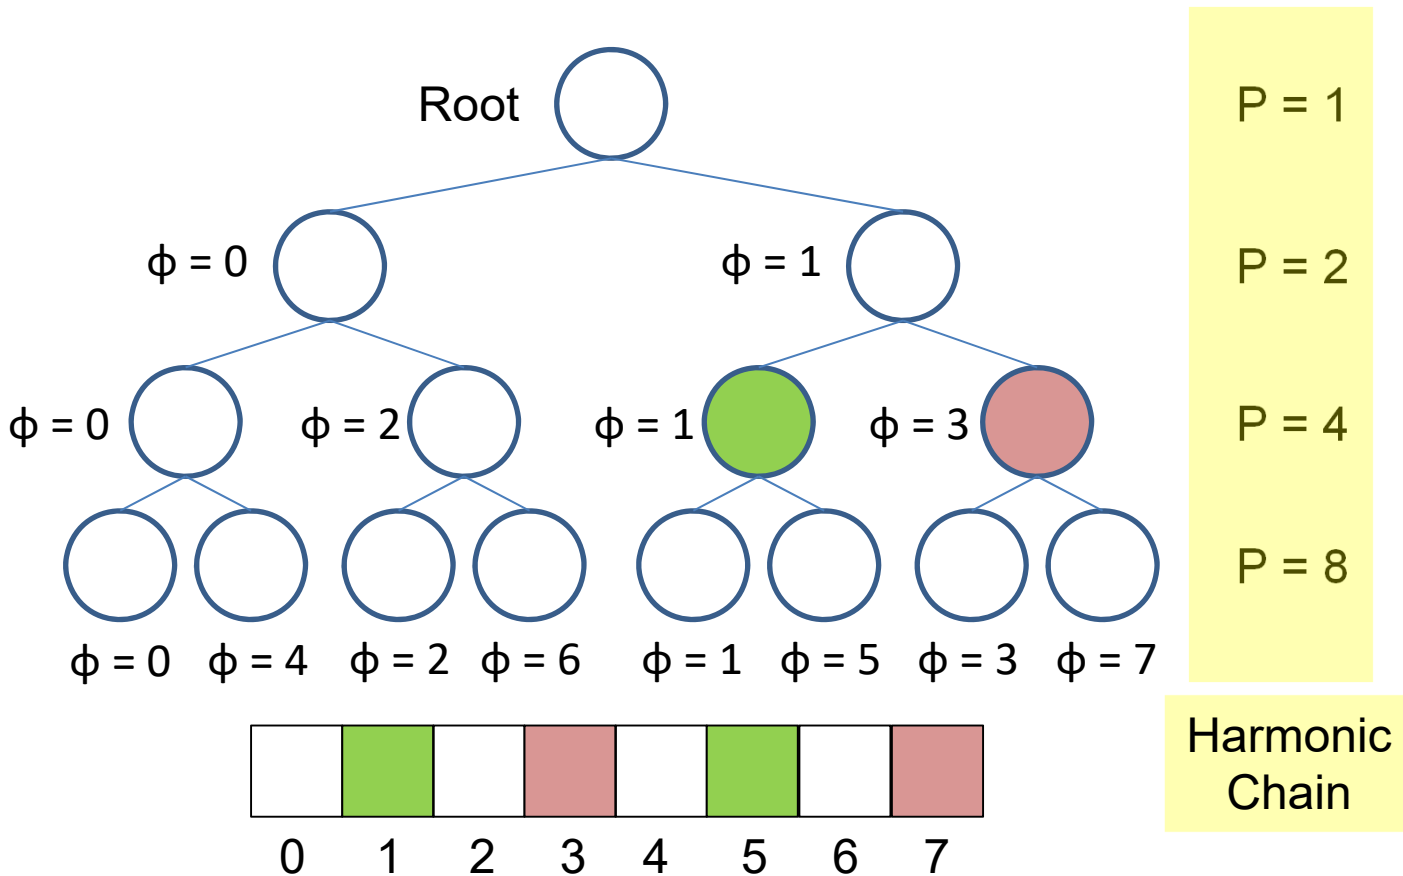 Root
P = 1
ϕ = 0
ϕ = 1
P = 2
ϕ = 0
ϕ = 2
ϕ = 1
ϕ = 3
P = 4
P = 8
ϕ = 0
ϕ = 4
ϕ = 2
ϕ = 6
ϕ = 1
ϕ = 5
ϕ = 3
ϕ = 7
Harmonic
Chain
0 1 2 3 4 5 6 7